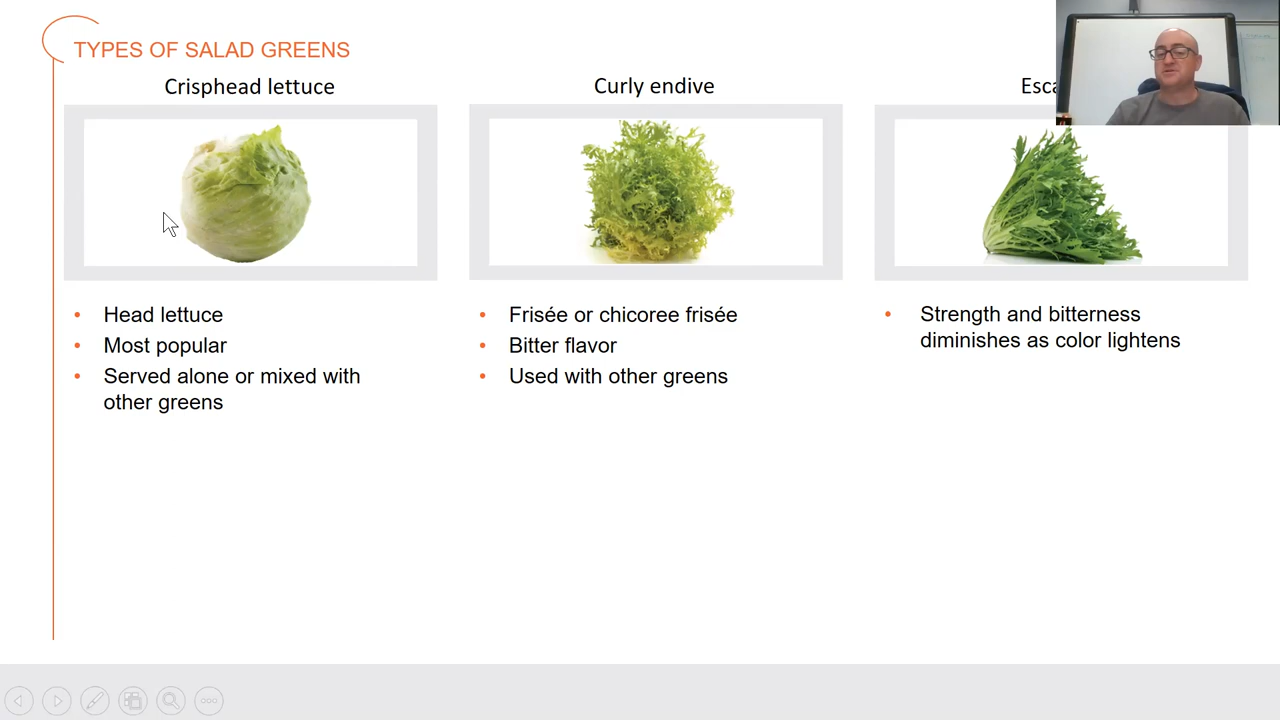 TYPES OF SALAD GREENS
Crisphead lettuce
Head lettuce
Most popular
Served alone or mixed with
other greens
Curly endive
Frisée or chicoree frisée
Bitter flavor
Used with other greens
Strength and bitterness
diminishes as color lightens